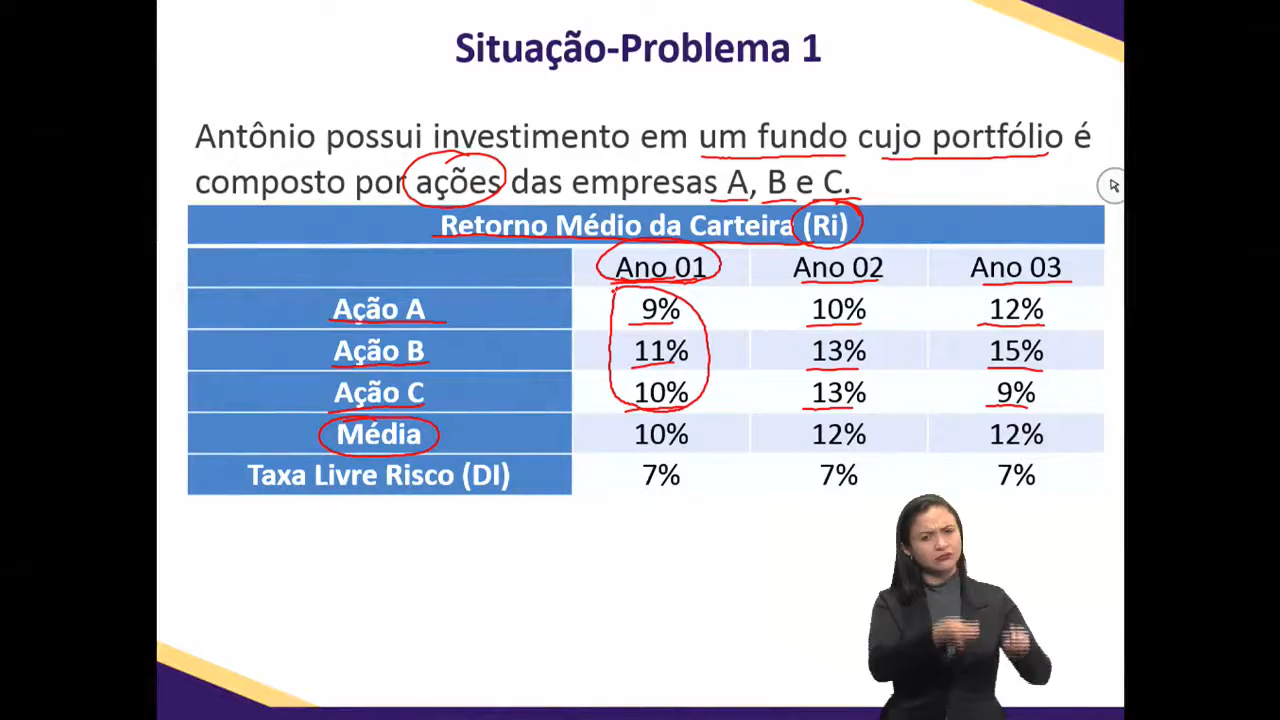 Situação-Problema 1
Antônio possui investimento em um fundo cujo portfólio é
composto por ações das empresas A, B e C.
Retorno Médio da Carteira (Ri)
Ano 01 Ano 02 Ano 03
Ação A 9% 10% 12%
Ação B 11% 13% 15%
Ação C 10% 13% 9%
Média 10% 12% 12%
Taxa Livre Risco (DI) 7% 7% 7%